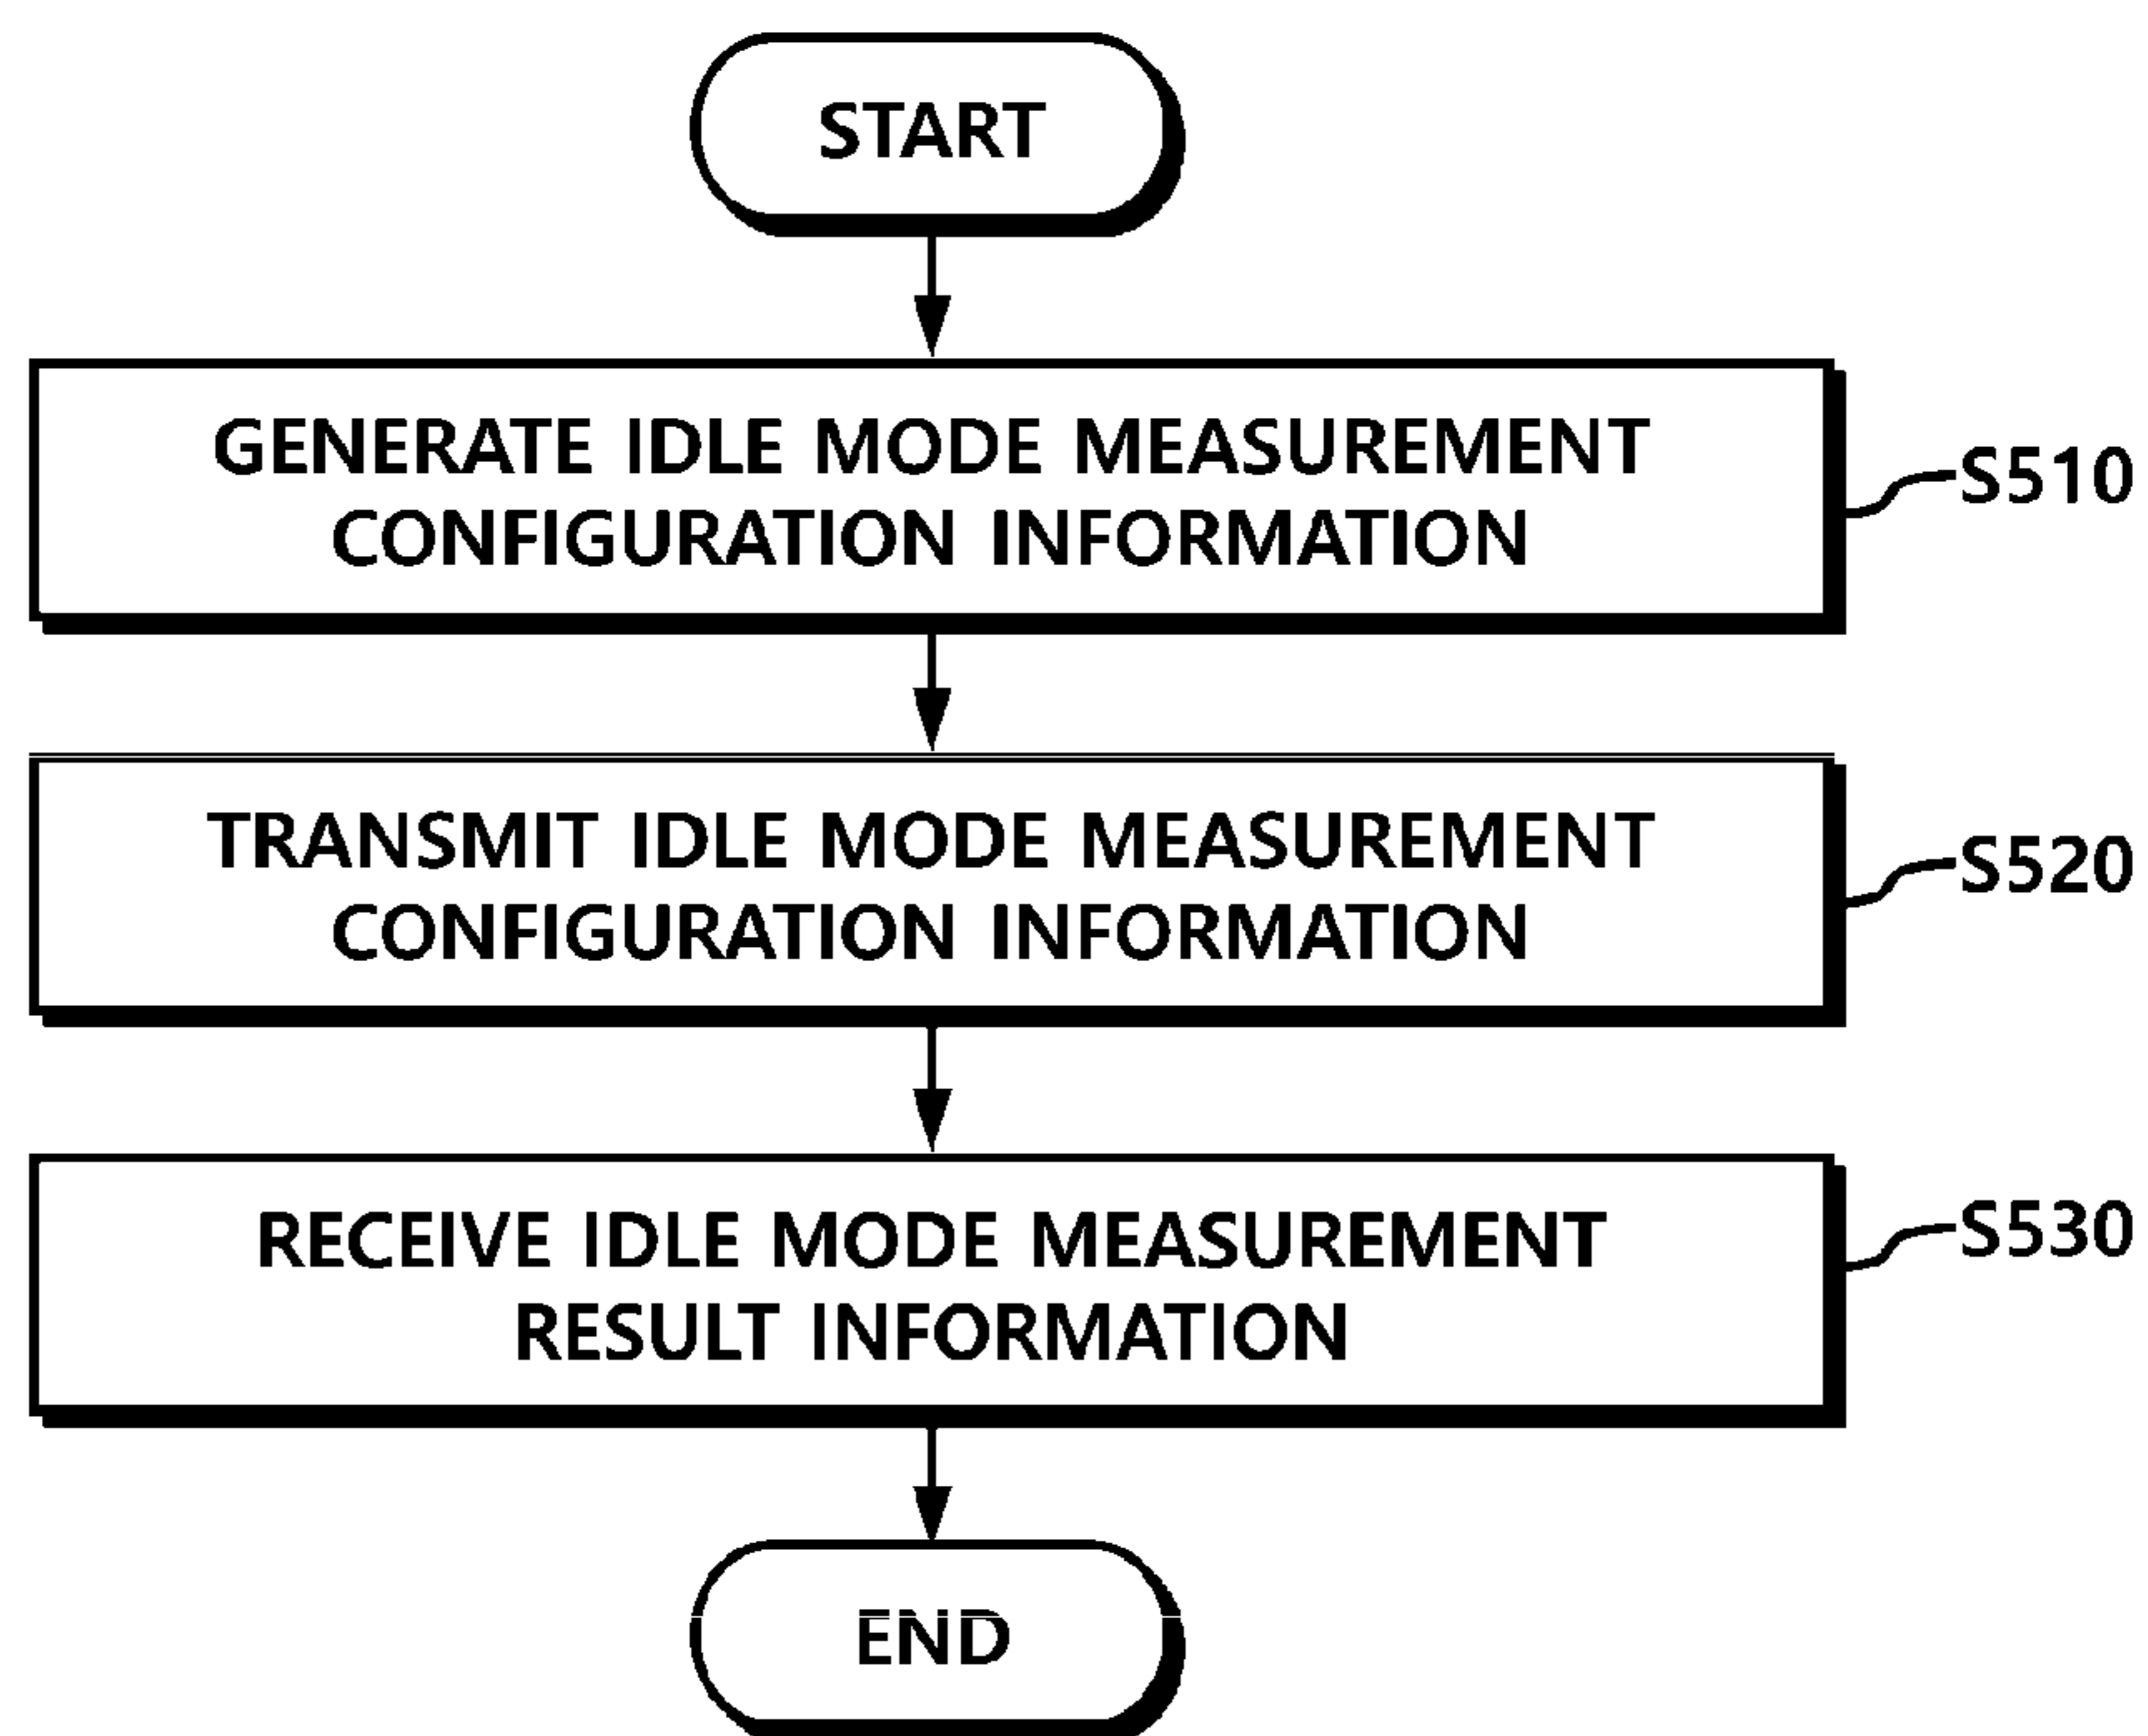 START
GENERATE IDLE MODE MEASUREMENT
CONFIGURATION INFORMATION
S510
TRANSMIT IDLE MODE MEASUREMENT
CONFIGURATION INFORMATION
S520
RECEIVE IDLE MODE MEASUREMENT
RESULT INFORMATION
S530
END